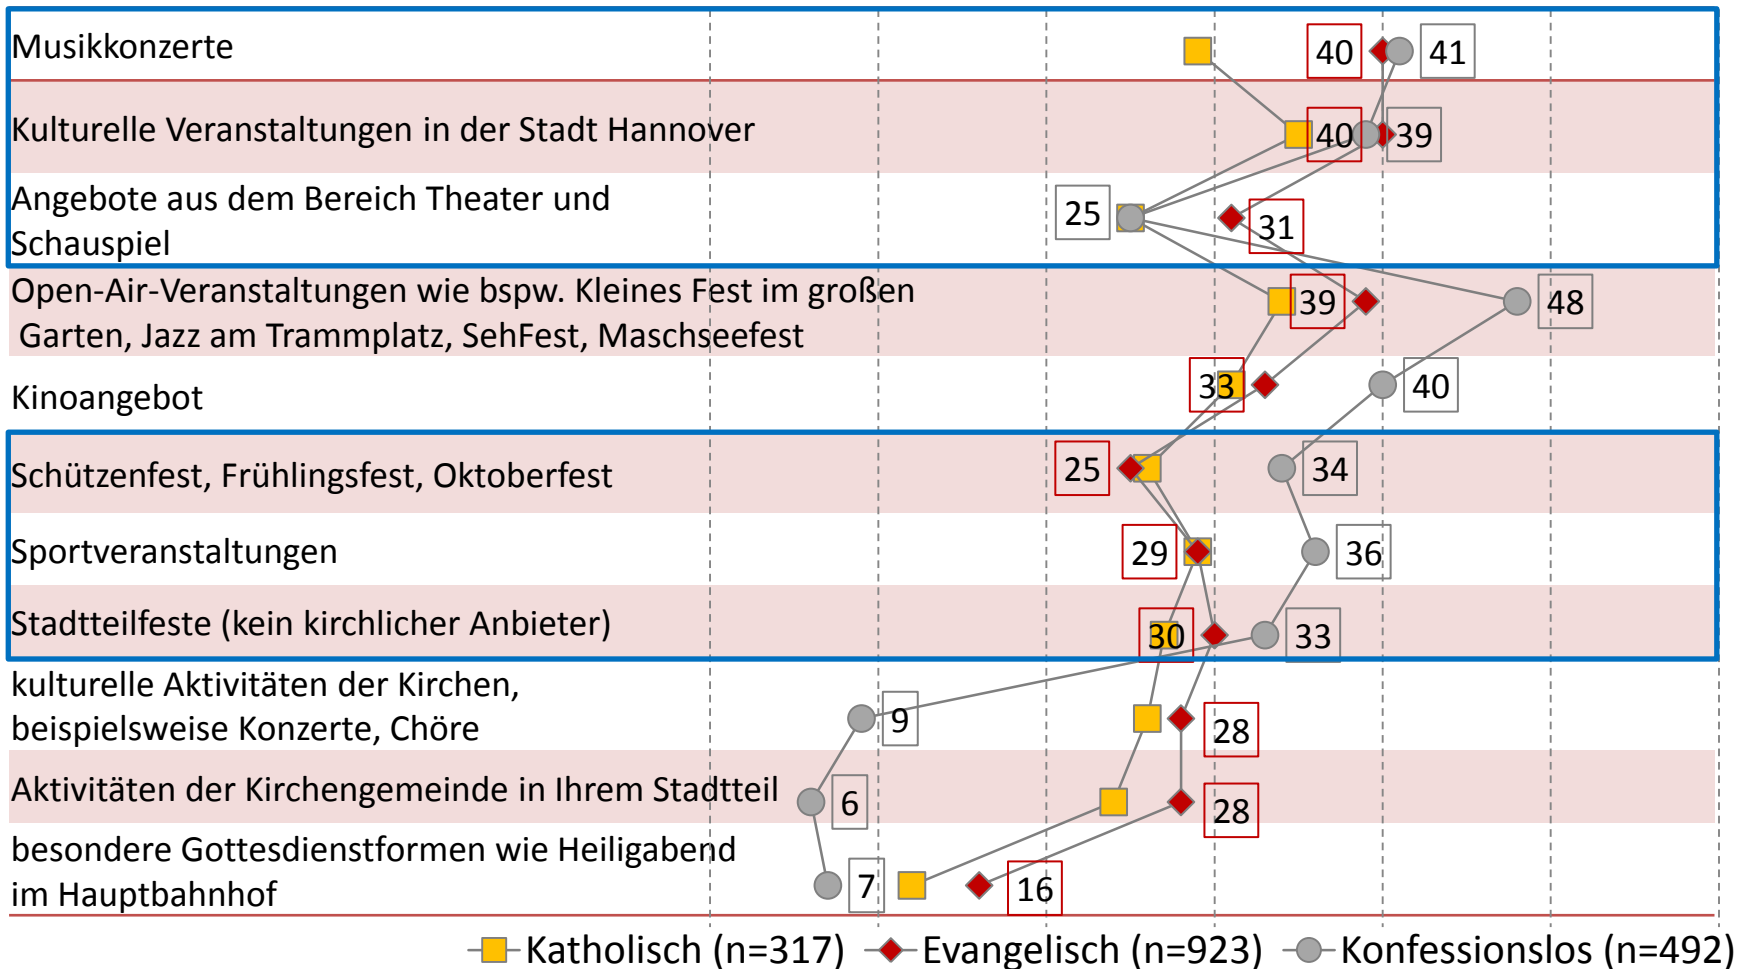 Musikkonzerte
40
41
Kulturelle Veranstaltungen in der Stadt Hannover
40
39
Angebote aus dem Bereich Theater und
Schauspiel
25
31
Open-Air-Veranstaltungen wie bspw. Kleines Fest im großen
Garten, Jazz am Trammplatz, SehFest, Maschseefest
39
48
Kinoangebot
33
40
Schützenfest, Frühlingsfest, Oktoberfest
25
34
Sportveranstaltungen
29
36
Stadtteilfeste (kein kirchlicher Anbieter)
30
33
kulturelle Aktivitäten der Kirchen,
beispielsweise Konzerte, Chöre
9
28
Aktivitäten der Kirchengemeinde in Ihrem Stadtteil
6
28
besondere Gottesdienstformen wie Heiligabend
im Hauptbahnhof
7
16
Katholisch (n=317) Evangelisch (n=923) Konfessionslos (n=492)